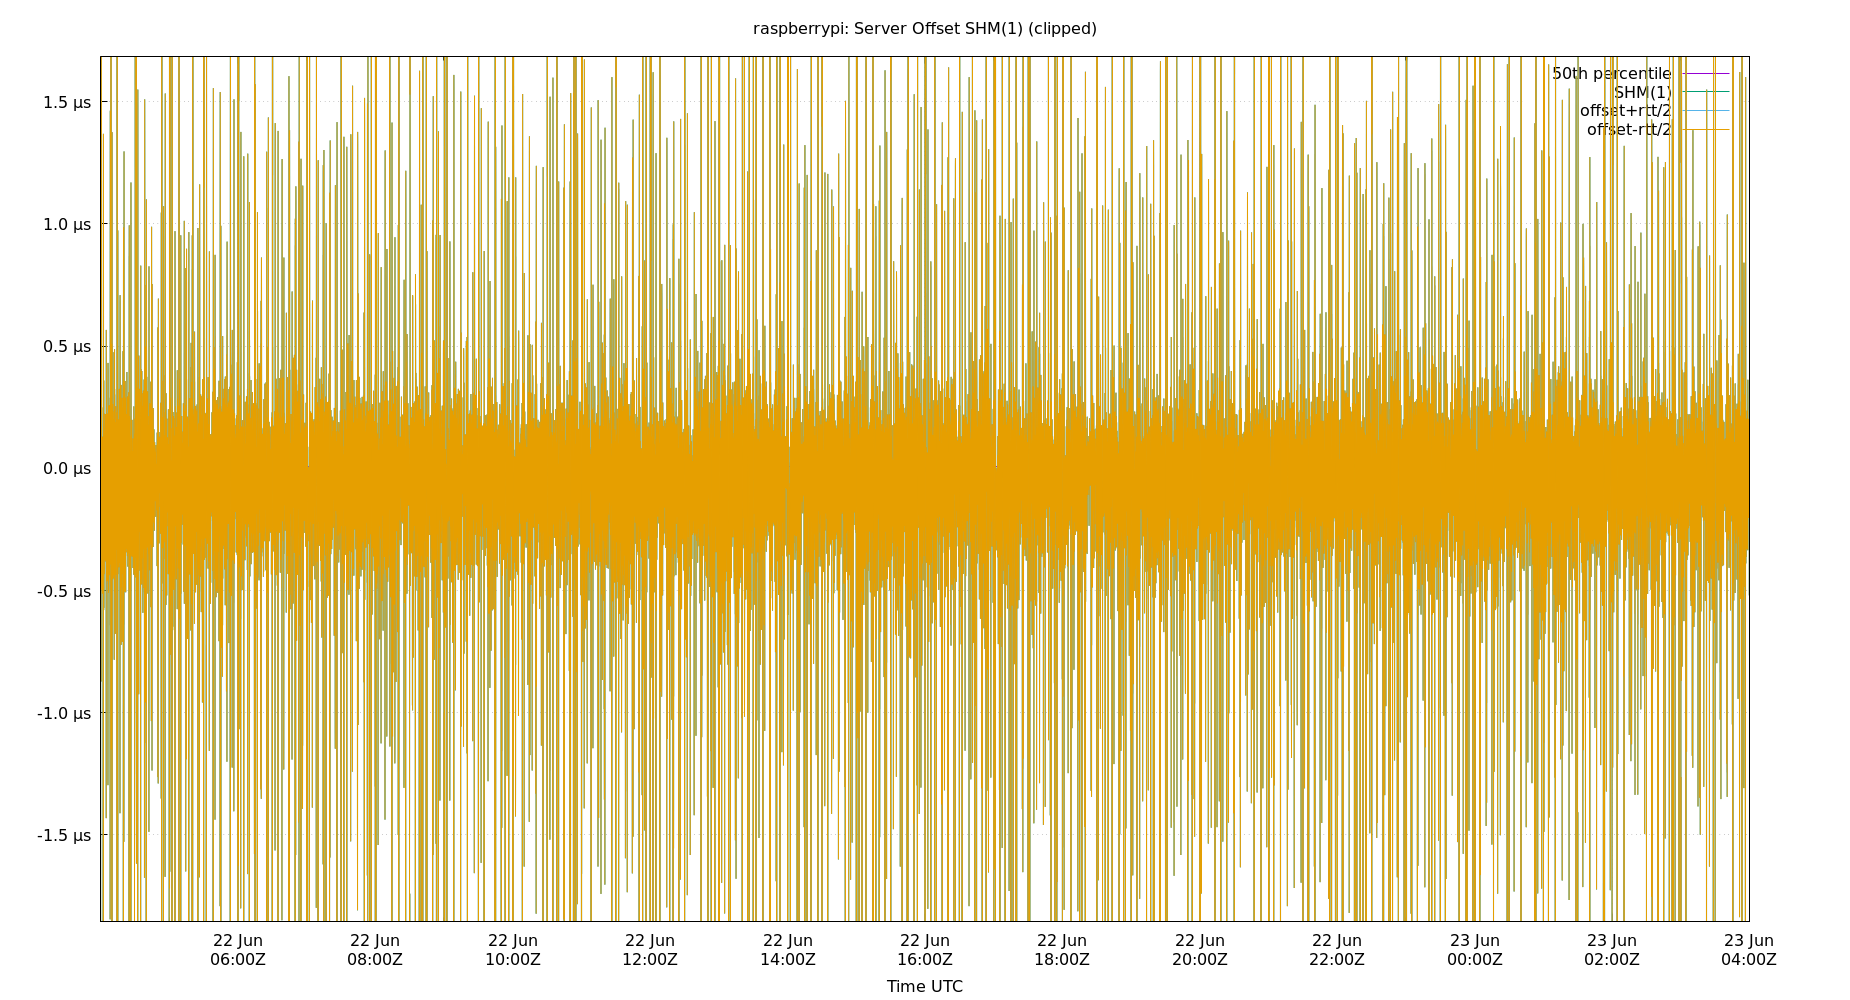 raspberrypi: Server Offset SHM(1) (clipped)
50th percentile
SHM(1)
offset+rtt/2
offset-rtt/2
1.5 µs
1.0 µs
0.5 µs
0.0 µs
-0.5 µs
-1.0 µs
-1.5 µs
22 Jun 22 Jun 22 Jun 22 Jun 22 Jun 22 Jun 22 Jun 22 Jun 22 Jun 23 Jun 23 Jun 23 Jun
06:00Z 08:00Z 10:00Z 12:00Z 14:00Z 16:00Z 18:00Z 20:00Z 22:00Z 00:00Z 02:00Z 04:00Z
Time UTC